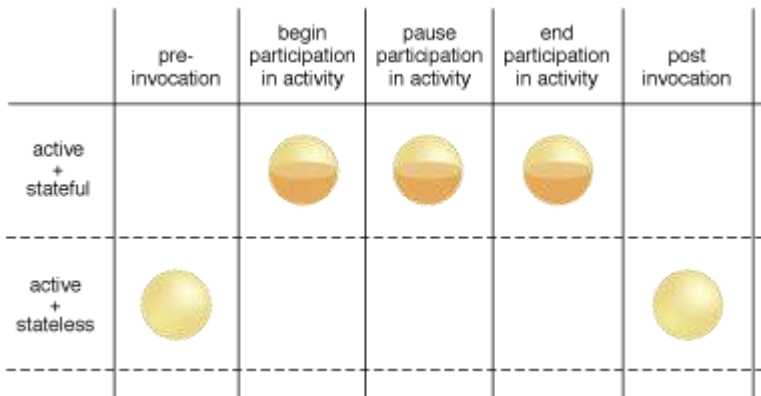 pre-
invocation
begin
participation
in activity
pause
participation
in activity
end
participation
in activity
post
invocation
active
+
stateful
active
+
stateless